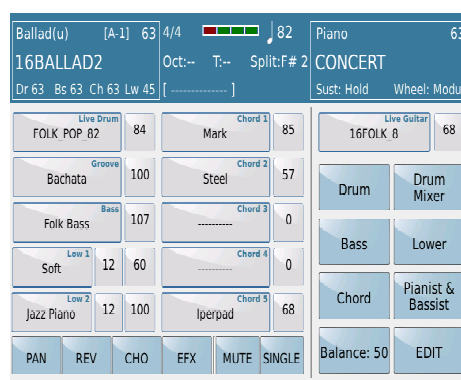 Ballad(u) [A-1] 63 4/4 82 Piano 63
16BALLAD2 Oct:-- T:-- Split:F# 2 CONCERT
Dr 63 Bs 63 Ch 63 Lw 45 [ -------------- ] Sust: Hold Wheel: Modu
Live Drum
FOLK_POP_82 84
Chord 1
Mark 85
Live Guitar
16FOLK_8 68
Groove
Bachata 100
Chord 2
Steel 57
Drum
Drum
Mixer
Bass
Folk Bass 107
Chord 3
---------- 0
Bass
Lower
Low 1
Soft 12 60
Chord 4
---------- 0
Chord
Pianist &
Bassist
Low 2
Jazz Piano 12 100
Chord 5
Iperpad 68
Balance: 50
EDIT
PAN REV CHO EFX MUTE SINGLE